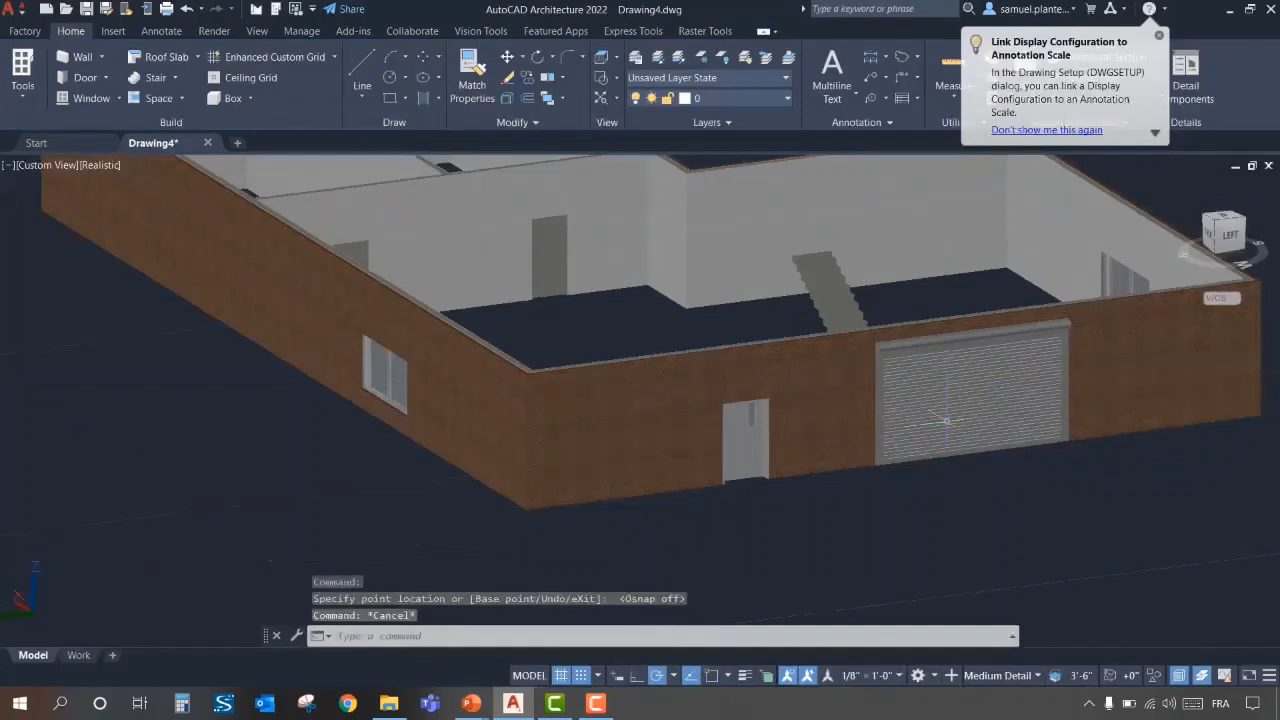 Share
AutoCAD Architecture 2022 Drawing4.dwg
Type a keyword or phrase
samuel.plante...
Factory Home Insert Annotate Render View Manage Add-ins Collaborate Vision Tools Featured Apps Express Tools Raster Tools
Tools
Wall
Door
Window
Roof Slab
Stair
Space
Enhanced Custom Grid
Ceiling Grid
Box
Build
Line
Draw
Match
Properties
Modify
View
Unsaved Layer State
0
Layers
Multiline
Text
Annotation
Measure
Detail
Components
Details
Link Display Configuration to
Annotation Scale
In the Drawing Setup (DWGSETUP)
dialog, you can link a Display
Configuration to an Annotation
Scale.
Don't show me this again
Start Drawing4*
[−][Custom View][Realistic]
LEFT
WCS
Z
Command:
Specify point location or [Base point/Undo/eXit]: <Osnap off>
Command: *Cancel*
Type a command
Model Work
MODEL 1/8" = 1'-0" Medium Detail 3'-6" +0"
FRA